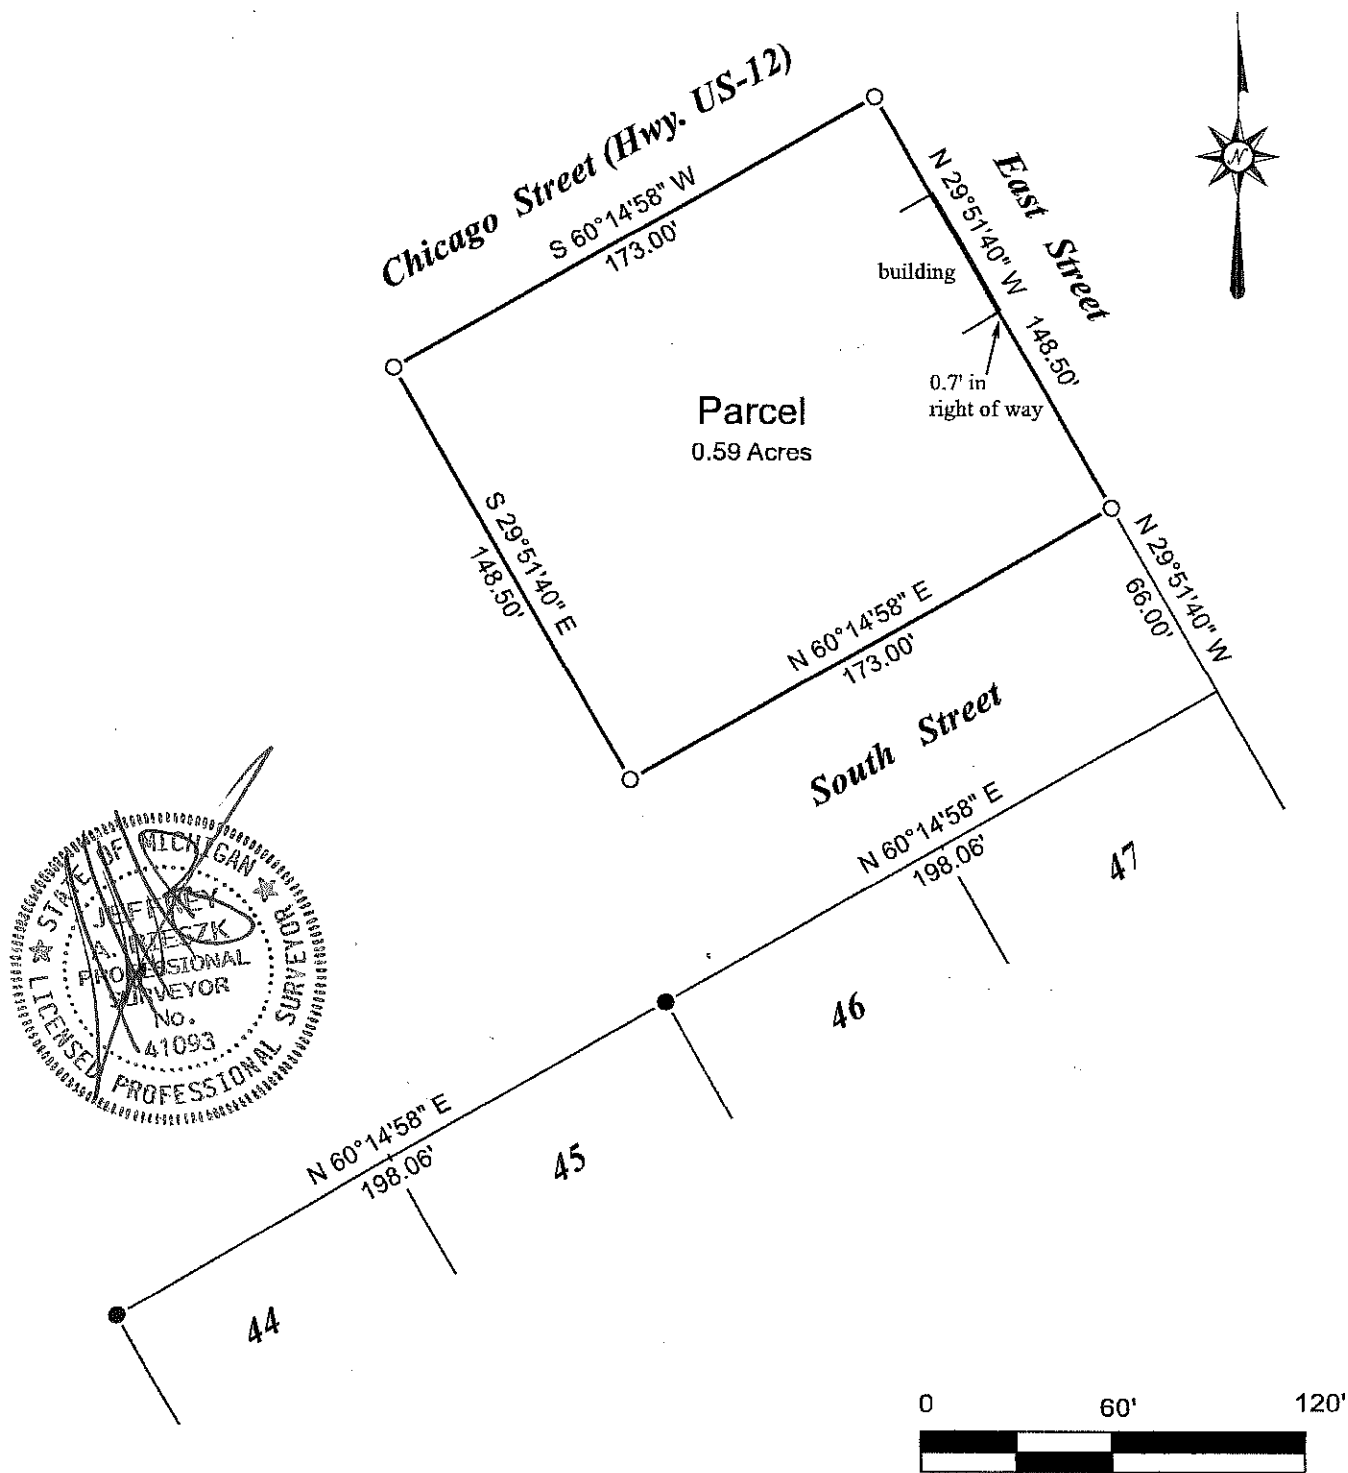 Chicago Street (Hwy. US-12)
S 60°14'58" W
173.00'
N
East Street
N 29°51'40" W 148.50'
building
0.7' in
right of way
Parcel
0.59 Acres
S 29°51'40" E
148.50'
N 60°14'58" E
173.00'
N 29°51'40" W
66.00'
South Street
N 60°14'58" E
198.06'
47
46
N 60°14'58" E
198.06'
45
44
STATE OF MICHIGAN
JEFFREY
A.
PROFESSIONAL
SURVEYOR
No.
41093
LICENSED PROFESSIONAL SURVEYOR
0 60' 120'